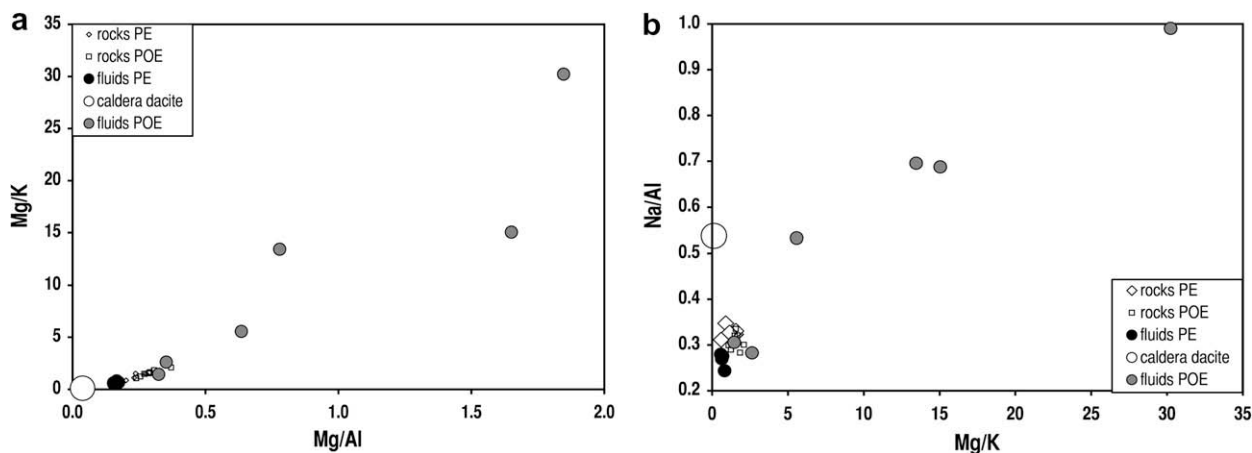 a
35
30
25
20
15
10
5
0
Mg/K
rocks PE
rocks POE
fluids PE
caldera dacite
fluids POE
0.0 0.5 1.0 1.5 2.0
Mg/Al
b
1.0
0.9
0.8
0.7
0.6
0.5
0.4
0.3
0.2
Na/Al
rocks PE
rocks POE
fluids PE
caldera dacite
fluids POE
0 5 10 15 20 25 30 35
Mg/K